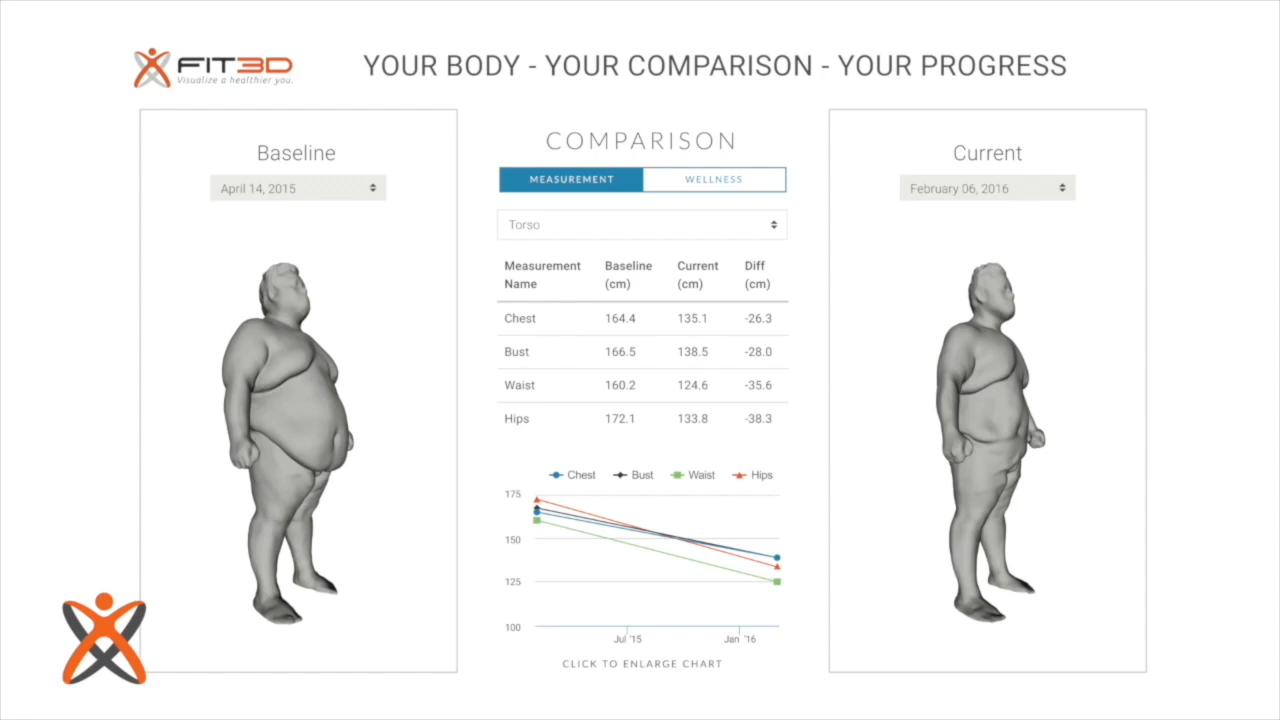 FIT3D
Visualize a healthier you.
YOUR BODY - YOUR COMPARISON - YOUR PROGRESS
Baseline
April 14, 2015
COMPARISON
MEASUREMENT WELLNESS
Torso
Measurement Name Baseline (cm) Current (cm) Diff (cm)
Chest 164.4 135.1 -26.3
Bust 166.5 138.5 -28.0
Waist 160.2 124.6 -35.6
Hips 172.1 133.8 -38.3
Chest Bust Waist Hips
175
150
125
100
Jul '15 Jan '16
CLICK TO ENLARGE CHART
Current
February 06, 2016